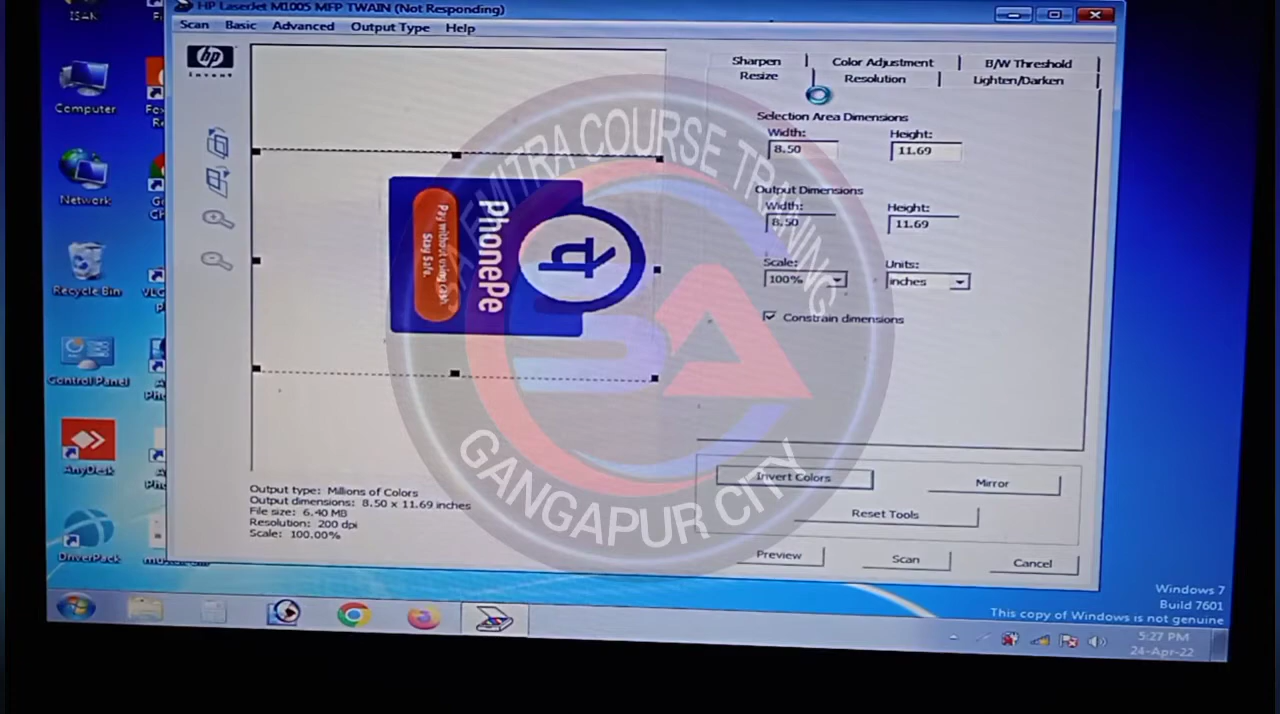 HP LaserJet M1005 MFP TWAIN (Not Responding)
Scan Basic Advanced Output Type Help
hp
invent
Sharpen Color Adjustment B/W Threshold
Resize Resolution Lighten/Darken
Selection Area Dimensions
Width: Height:
8.50 11.69
Output Dimensions
Width: Height:
8.50 11.69
Scale: Units:
100% inches
Constrain dimensions
Invert Colors Mirror
Reset Tools
Preview Scan Cancel
PhonePe
Pay without using cash
Stay Safe.
Output type: Millions of Colors
Output dimensions: 8.50 x 11.69 inches
File size: 6.40 MB
Resolution: 200 dpi
Scale: 100.00%
Computer
Network
Recycle Bin
Control Panel
AnyDesk
DriverPack
EMITRA COURSE TRAINING
SA
GANGAPUR CITY
Windows 7
Build 7601
This copy of Windows is not genuine
5:27 PM
24-Apr-22